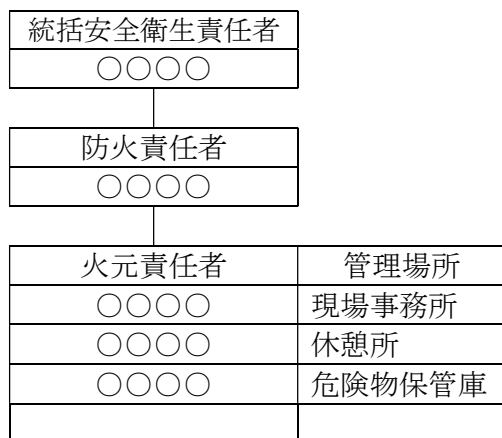 統括安全衛生責任者
○○○○
防火責任者
○○○○
火元責任者 管理場所
○○○○ 現場事務所
○○○○ 休憩所
○○○○ 危険物保管庫